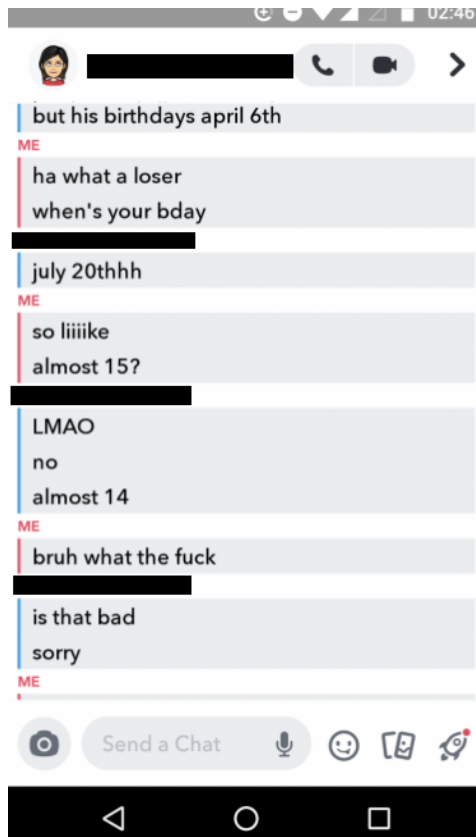 02:46
but his birthdays april 6th
ME
ha what a loser
when's your bday
july 20thhh
ME
so liiiike
almost 15?
LMAO
no
almost 14
ME
bruh what the fuck
is that bad
sorry
ME
Send a Chat